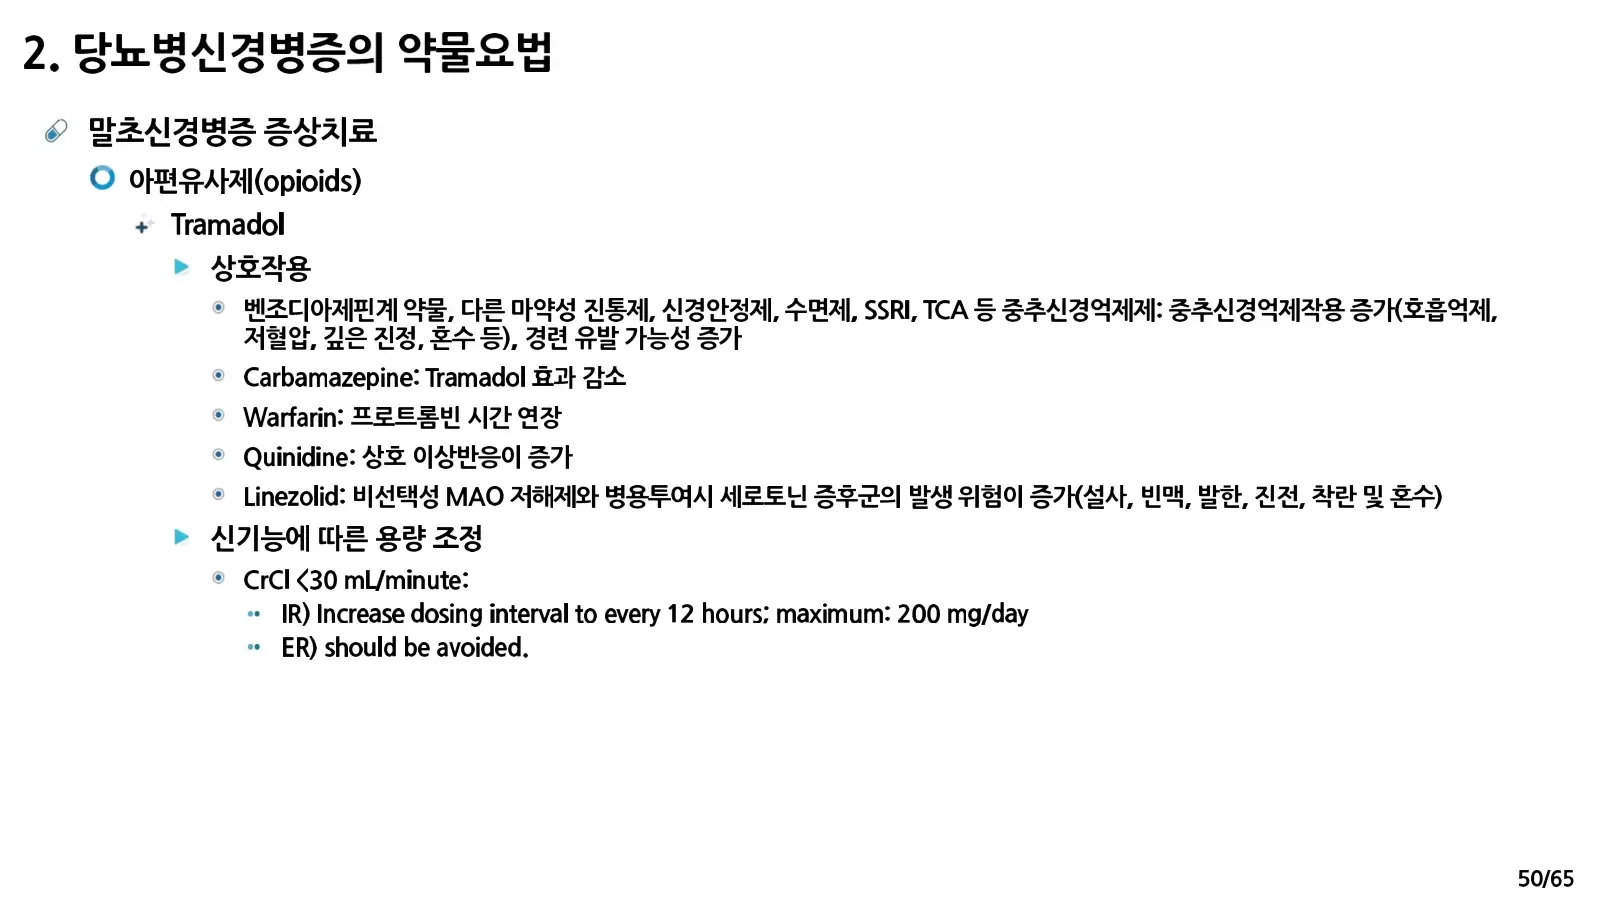 2. 당뇨병신경병증의 약물요법
말초신경병증 증상치료
아편유사제(opioids)
Tramadol
상호작용
벤조디아제핀계 약물, 다른 마약성 진통제, 신경안정제, 수면제, SSRI, TCA 등 중추신경억제제: 중추신경억제작용 증가(호흡억제,
저혈압, 깊은 진정, 혼수 등), 경련 유발 가능성 증가
Carbamazepine: Tramadol 효과 감소
Warfarin: 프로트롬빈 시간 연장
Quinidine: 상호 이상반응이 증가
Linezolid: 비선택성 MAO 저해제와 병용투여시 세로토닌 증후군의 발생 위험이 증가(설사, 빈맥, 발한, 진전, 착란 및 혼수)
신기능에 따른 용량 조정
CrCl <30 mL/minute:
IR) Increase dosing interval to every 12 hours; maximum: 200 mg/day
ER) should be avoided.
50/65